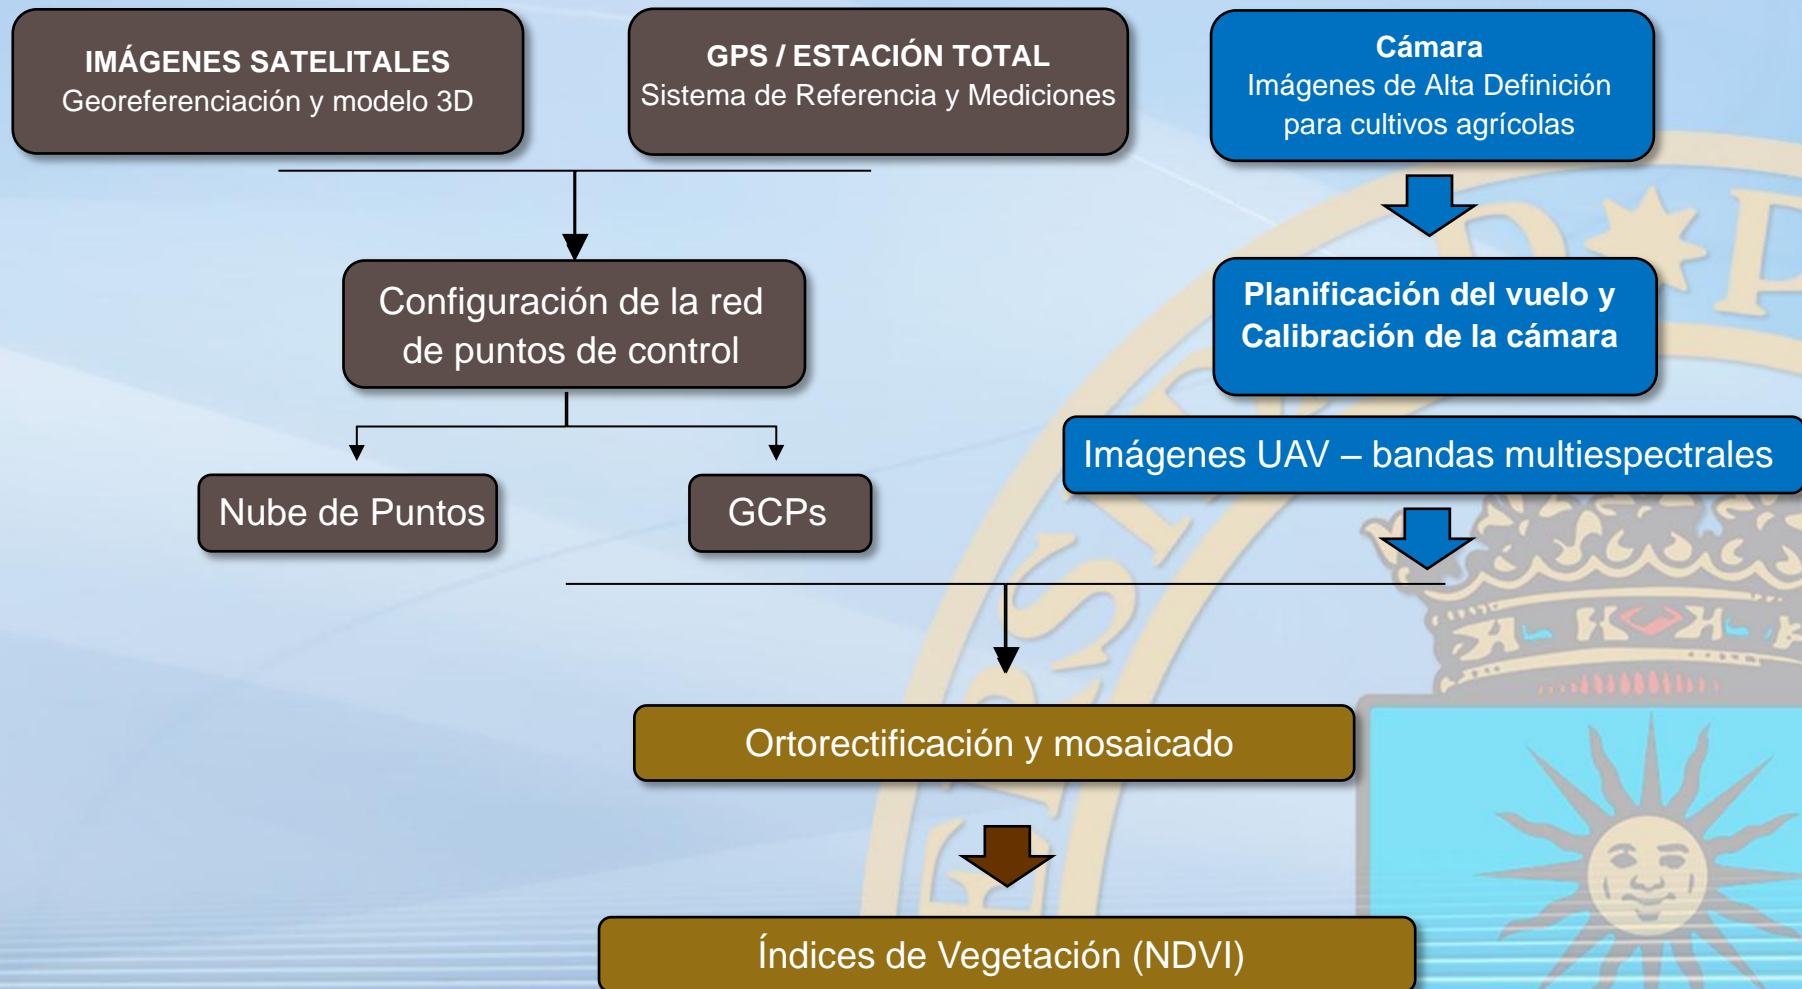 IMÁGENES SATELITALES
Georeferenciación y modelo 3D
GPS / ESTACIÓN TOTAL
Sistema de Referencia y Mediciones
Cámara
Imágenes de Alta Definición
para cultivos agrícolas
Configuración de la red
de puntos de control
Planificación del vuelo y
Calibración de la cámara
Imágenes UAV – bandas multiespectrales
Nube de Puntos
GCPs
Ortorectificación y mosaicado
Índices de Vegetación (NDVI)